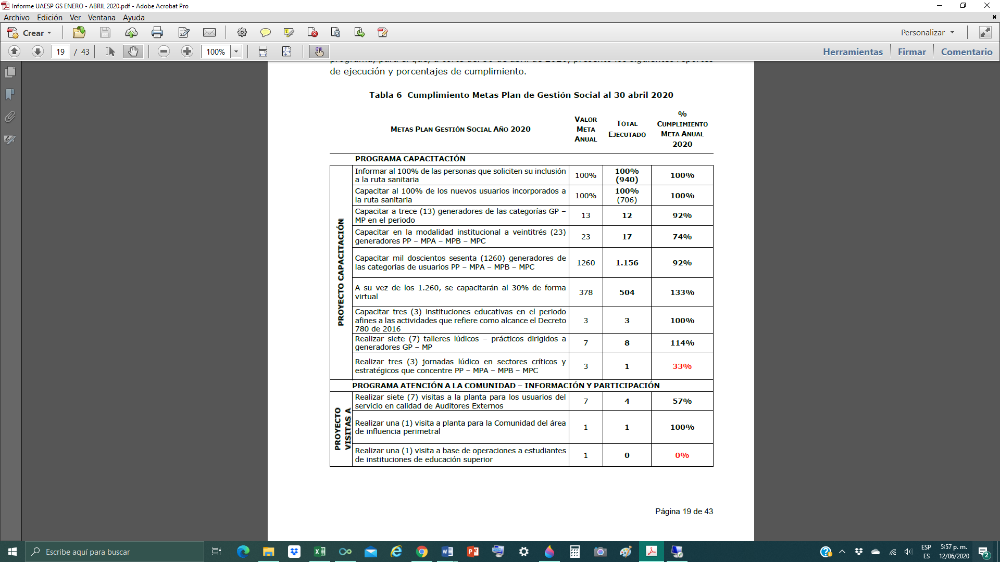 Informe UAESP GS ENERO - ABRIL 2020.pdf - Adobe Acrobat Pro
Archivo Edición Ver Ventana Ayuda
Crear
Personalizar
19 / 43
100%
Herramientas Firmar Comentario
de ejecución y porcentajes de cumplimiento.
Tabla 6 Cumplimiento Metas Plan de Gestión Social al 30 abril 2020
METAS PLAN GESTIÓN SOCIAL AÑO 2020
VALOR
META
ANUAL
TOTAL
EJECUTADO
%
CUMPLIMIENTO
META ANUAL
2020
PROGRAMA CAPACITACIÓN
PROYECTO CAPACITACIÓN
Informar al 100% de las personas que soliciten su inclusión
a la ruta sanitaria
100%
100%
(940)
100%
Capacitar al 100% de los nuevos usuarios incorporados a
la ruta sanitaria
100%
100%
(706)
100%
Capacitar a trece (13) generadores de las categorías GP –
MP en el periodo
13
12
92%
Capacitar en la modalidad institucional a veintitrés (23)
generadores PP – MPA – MPB – MPC
23
17
74%
Capacitar mil doscientos sesenta (1260) generadores de
las categorías de usuarios PP – MPA – MPB – MPC
1260
1.156
92%
A su vez de los 1.260, se capacitarán al 30% de forma
virtual
378
504
133%
Capacitar tres (3) instituciones educativas en el periodo
afines a las actividades que refiere como alcance el Decreto
780 de 2016
3
3
100%
Realizar siete (7) talleres lúdicos – prácticos dirigidos a
generadores GP – MP
7
8
114%
Realizar tres (3) jornadas lúdico en sectores críticos y
estratégicos que concentre PP – MPA – MPB – MPC
3
1
33%
PROGRAMA ATENCIÓN A LA COMUNIDAD – INFORMACIÓN Y PARTICIPACIÓN
PROYECTO
VISITAS A
Realizar siete (7) visitas a la planta para los usuarios del
servicio en calidad de Auditores Externos
7
4
57%
Realizar una (1) visita a planta para la Comunidad del área
de influencia perimetral
1
1
100%
Realizar una (1) visita a base de operaciones a estudiantes
de instituciones de educación superior
1
0
0%
Página 19 de 43
Escribe aquí para buscar
ESP
ES
5:57 p. m.
12/06/2020
2